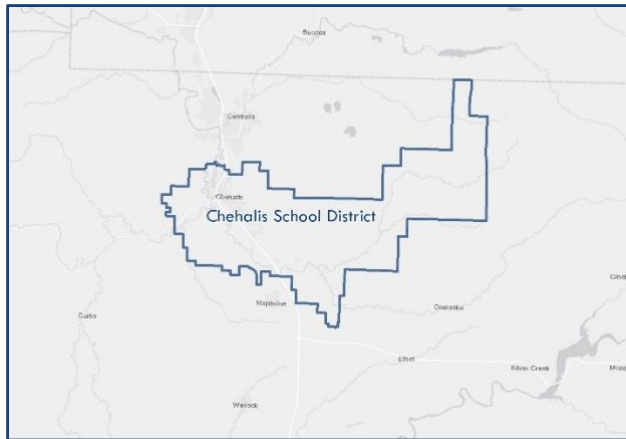 Bucoda
Centralia
Chehalis
Chehalis School District
Napavine
Onalaska
Curtis
Ethel
Silver Creek
Winlock